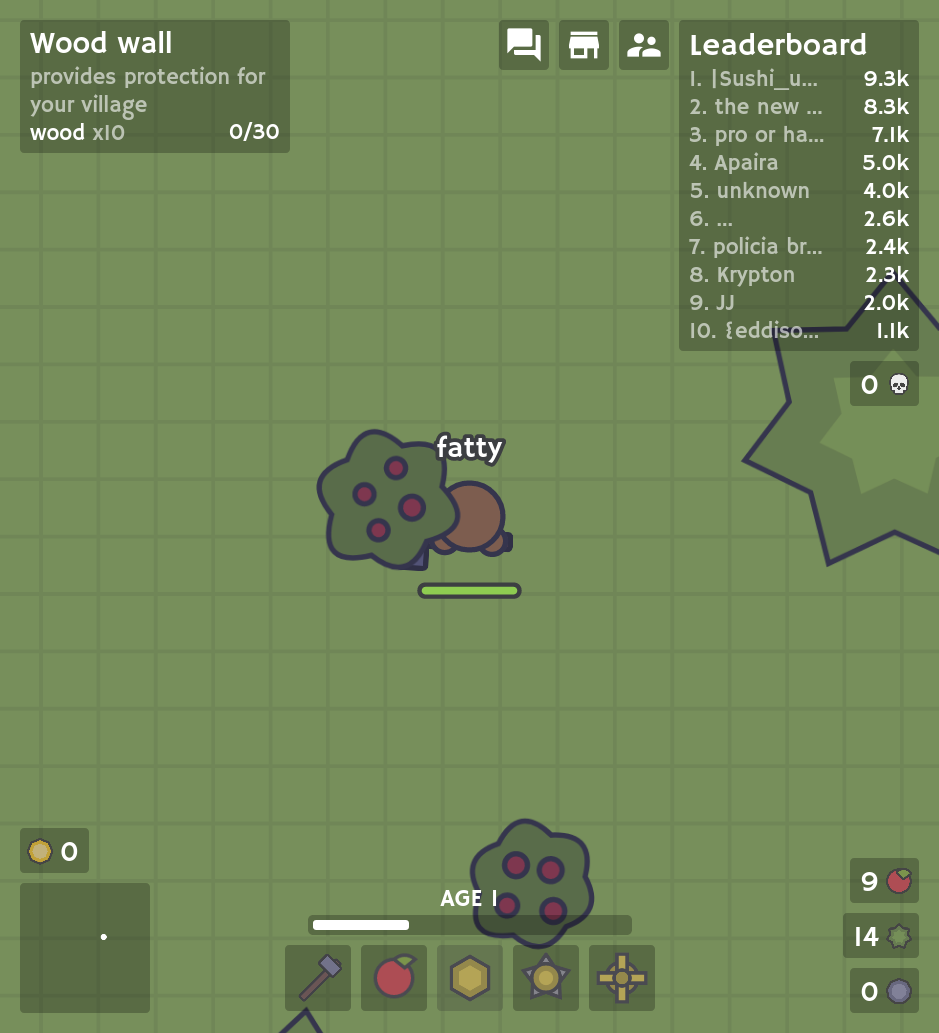 Wood wall
provides protection for
your village
wood x10 0/30
Leaderboard
1. |Sushi_u... 9.3k
2. the new ... 8.3k
3. pro or ha... 7.1k
4. Apaira 5.0k
5. unknown 4.0k
6. ... 2.6k
7. policia br... 2.4k
8. Krypton 2.3k
9. JJ 2.0k
10. {eddiso... 1.1k
0
fatty
0
AGE 1
9
14
0